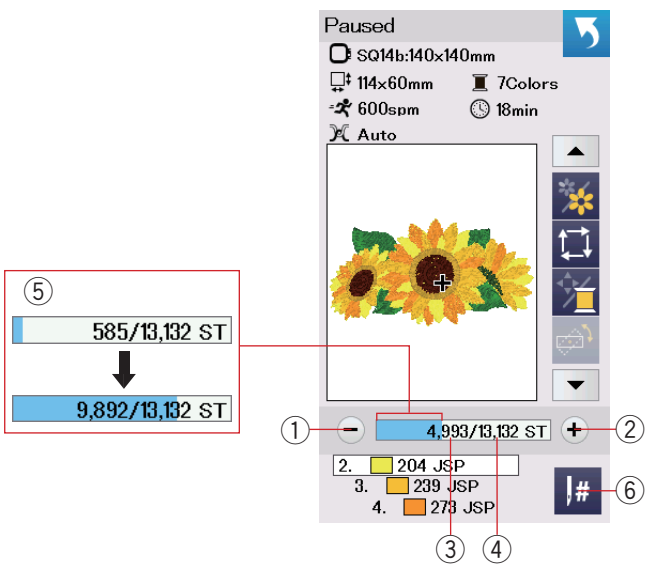 Paused
SQ14b:140x140mm
114x60mm 7Colors
600spm 18min
Auto
⑤
585/13,132 ST
9,892/13,132 ST
① − 4,993/13,132 ST + ②
2. 204 JSP
3. 239 JSP
4. 273 JSP
# ⑥
③ ④